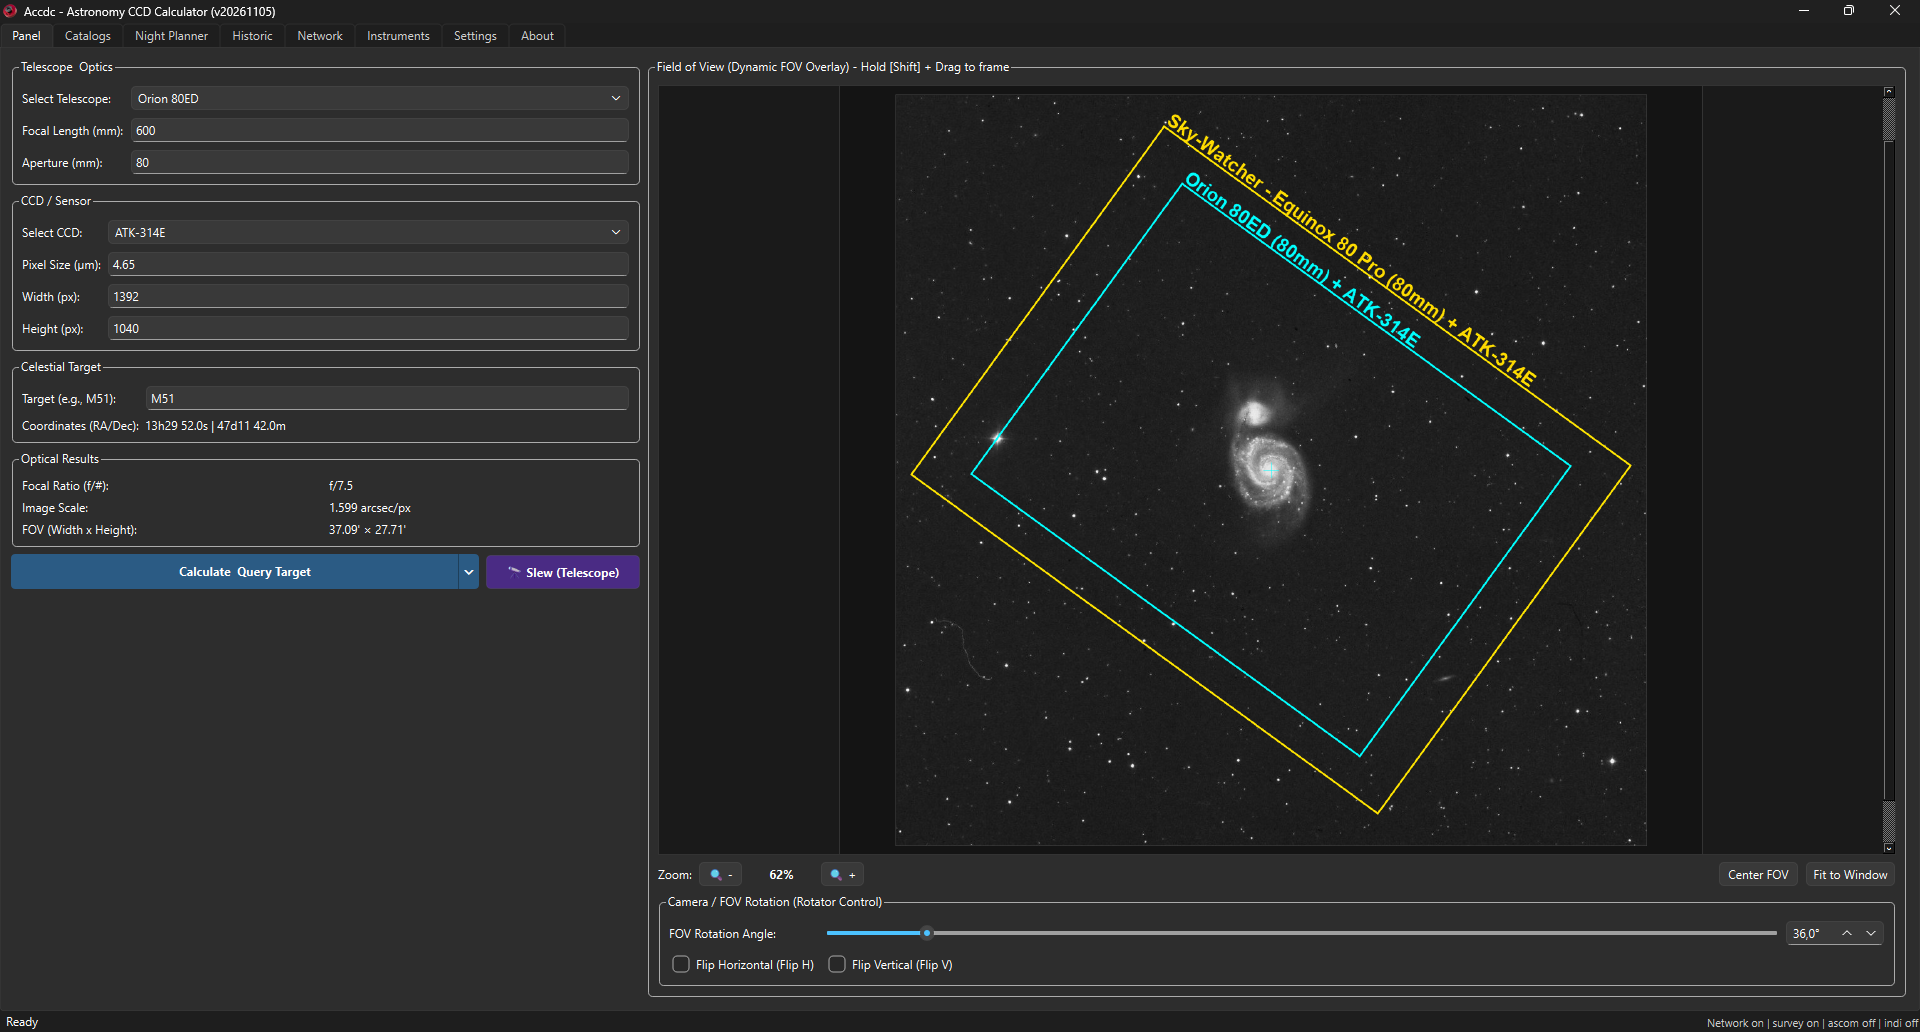 Accdc - Astronomy CCD Calculator (v20261105)
Panel Catalogs Night Planner Historic Network Instruments Settings About
Telescope Optics
Select Telescope: Orion 80ED
Focal Length (mm): 600
Aperture (mm): 80
CCD / Sensor
Select CCD: ATK-314E
Pixel Size (µm): 4.65
Width (px): 1392
Height (px): 1040
Celestial Target
Target (e.g., M51): M51
Coordinates (RA/Dec): 13h29 52.0s | 47d11 42.0m
Optical Results
Focal Ratio (f/#): f/7.5
Image Scale: 1.599 arcsec/px
FOV (Width x Height): 37.09' × 27.71'
Calculate Query Target
Slew (Telescope)
Field of View (Dynamic FOV Overlay) - Hold [Shift] + Drag to frame
Sky-Watcher - Equinox 80 Pro (80mm) + ATK-314E
Orion 80ED (80mm) + ATK-314E
Zoom: - 62% + Center FOV Fit to Window
Camera / FOV Rotation (Rotator Control)
FOV Rotation Angle: 36,0°
Flip Horizontal (Flip H) Flip Vertical (Flip V)
Ready
Network on | survey on | ascom off | indi off